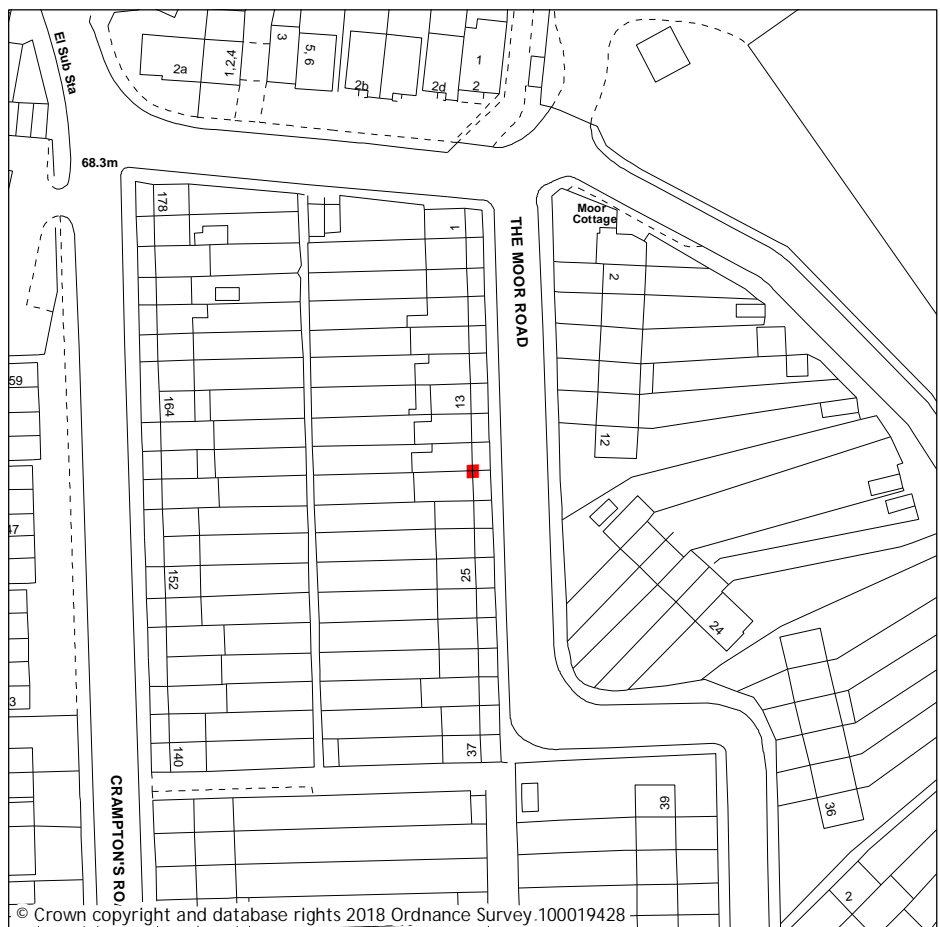 El Sub Sta
2a
1,2,4
3
5, 6
2b
2d
1
2
68.3m
178
1
THE MOOR ROAD
Moor
Cottage
2
59
164
13
12
47
152
25
24
3
140
37
36
39
CRAMPTON'S RO
2
© Crown copyright and database rights 2018 Ordnance Survey 100019428